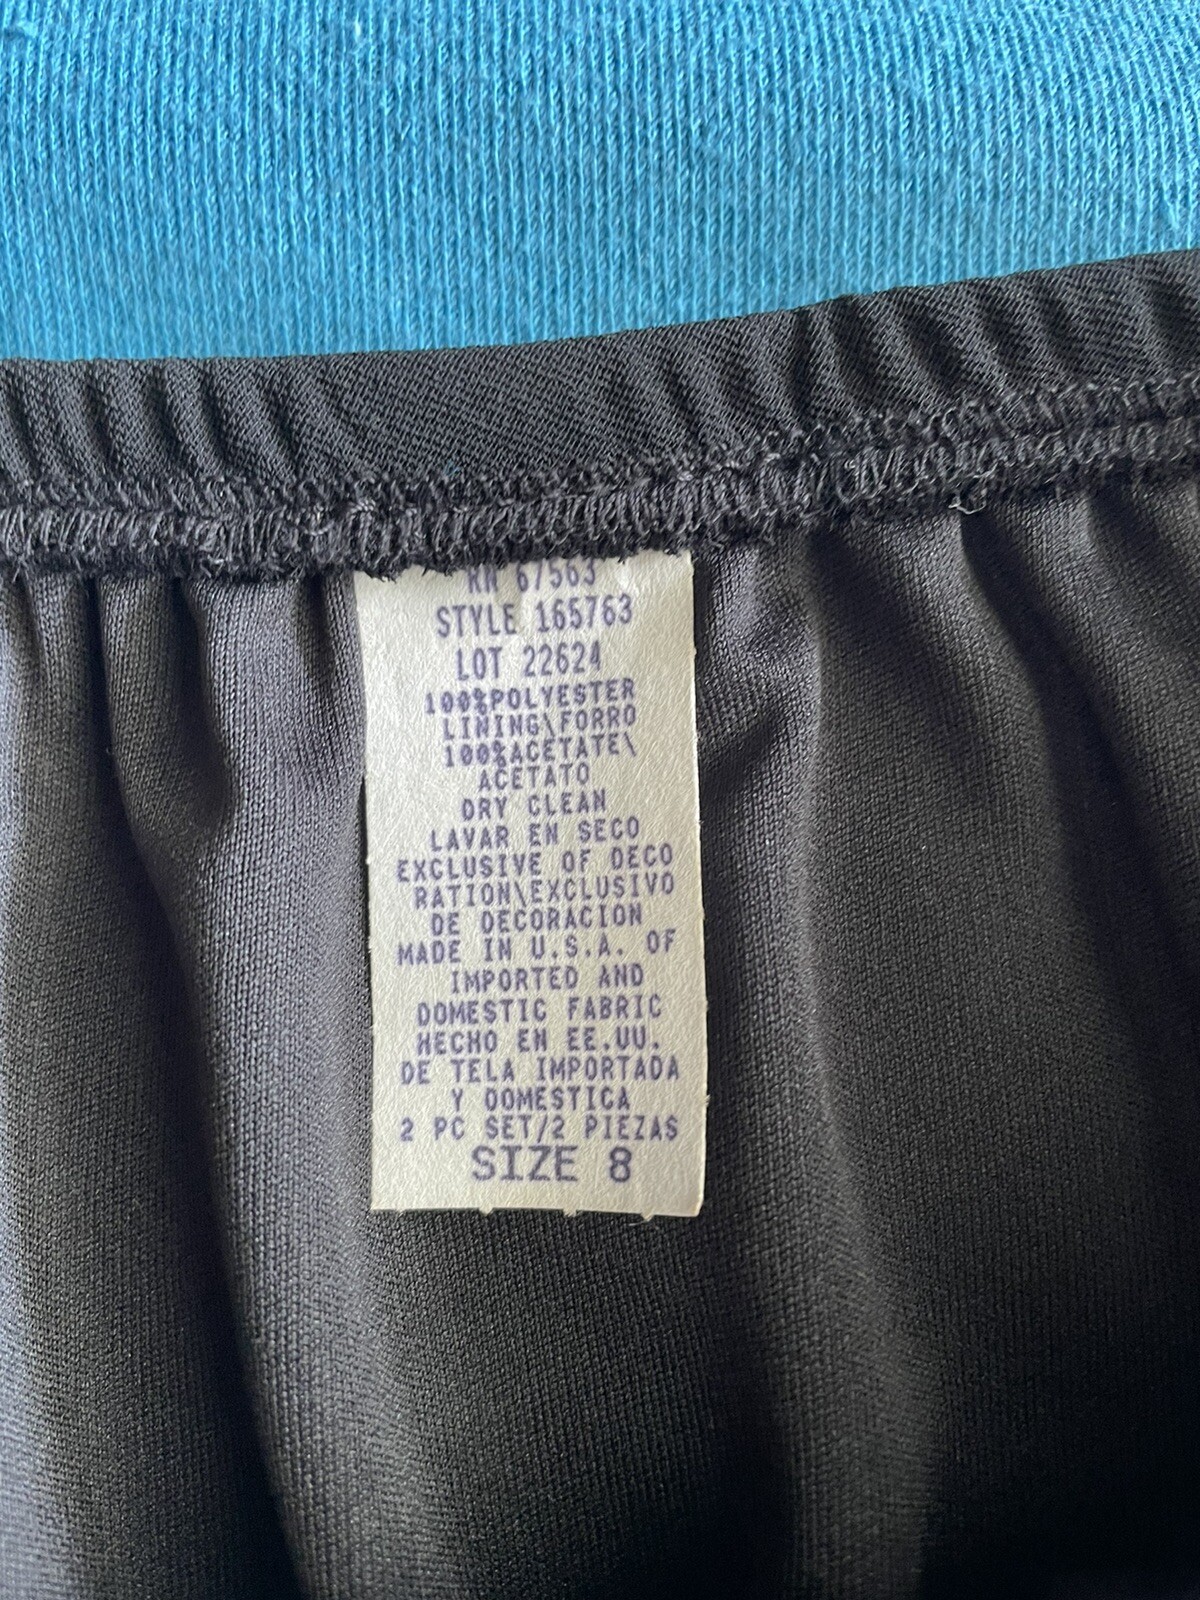 RN 67563
STYLE 165763
LOT 22624
100%POLYESTER
LINING\FORRO
100%ACETATE\
ACETATO
DRY CLEAN
LAVAR EN SECO
EXCLUSIVE OF DECO
RATION\EXCLUSIVO
DE DECORACION
MADE IN U.S.A. OF
IMPORTED AND
DOMESTIC FABRIC
HECHO EN EE.UU.
DE TELA IMPORTADA
Y DOMESTICA
2 PC SET/2 PIEZAS
SIZE 8